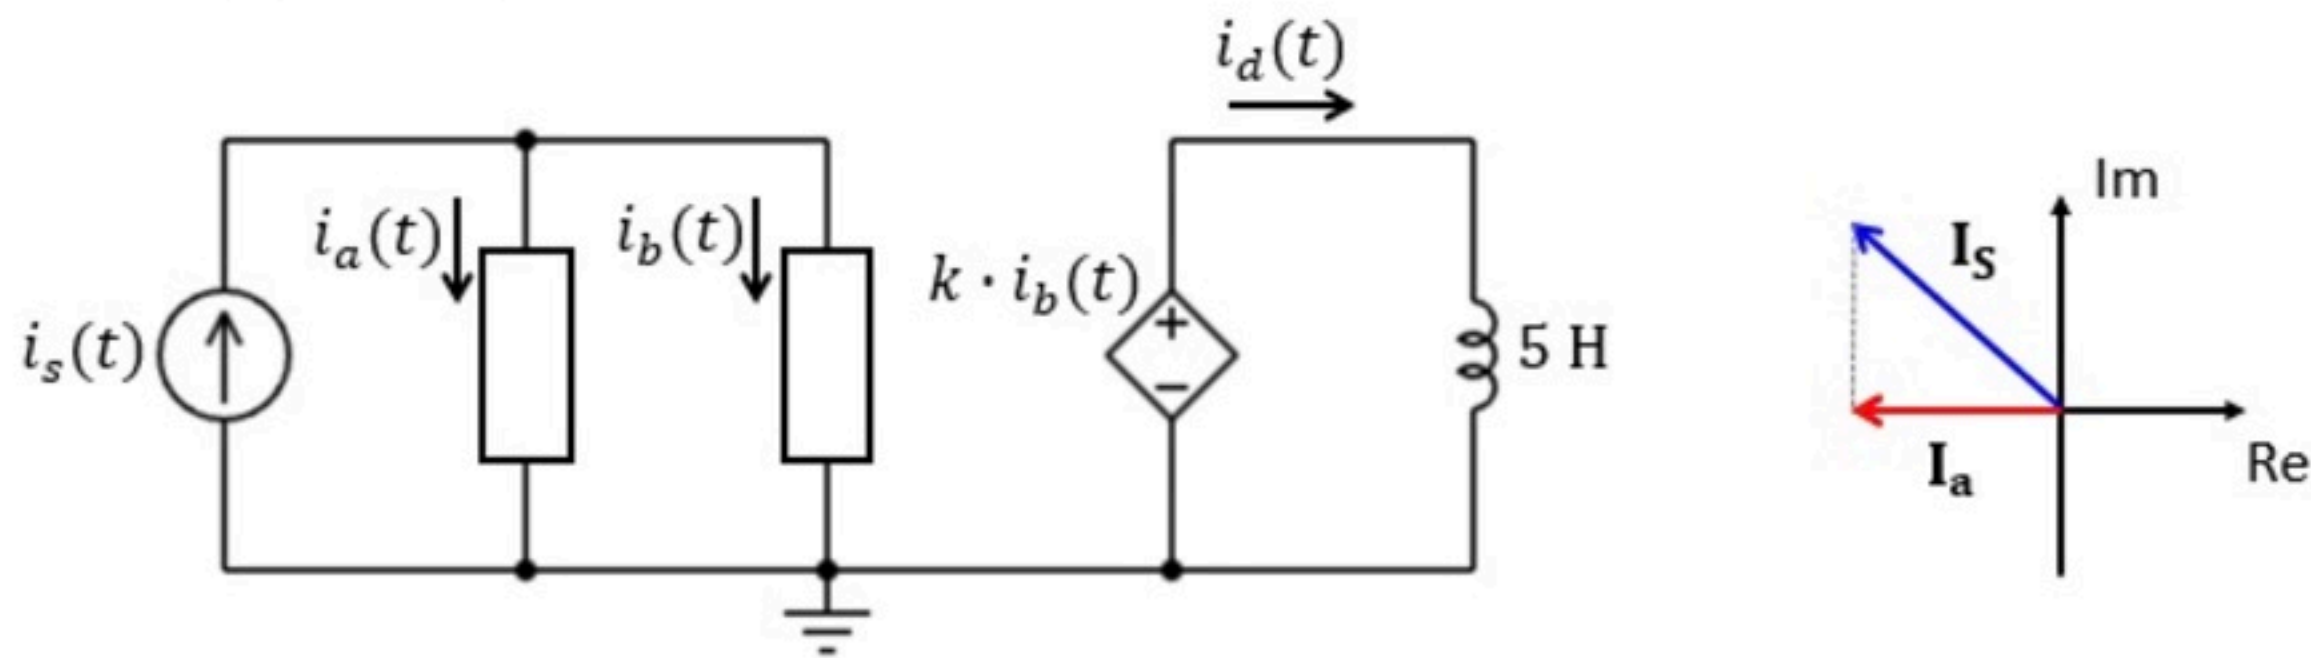 i_d(t)
i_s(t)
i_a(t)
i_b(t)
k · i_b(t)
+
−
5 H
Im
I_S
I_a
Re